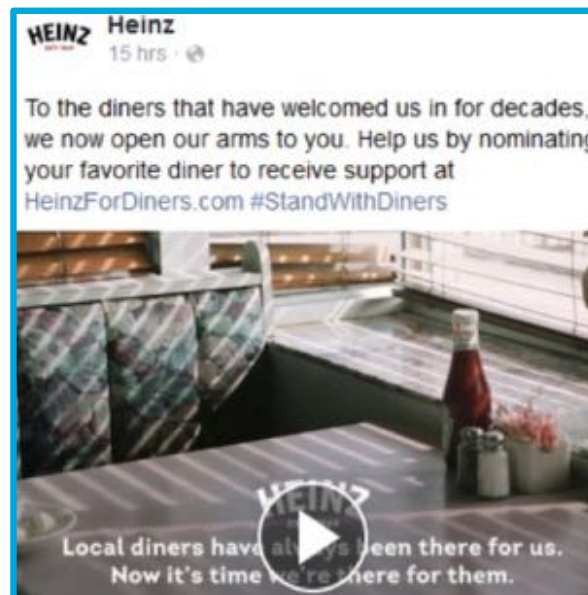 HEINZ
Heinz
15 hrs
To the diners that have welcomed us in for decades,
we now open our arms to you. Help us by nominating
your favorite diner to receive support at
HeinzForDiners.com #StandWithDiners
HEINZ
Local diners have always been there for us.
Now it's time we're there for them.